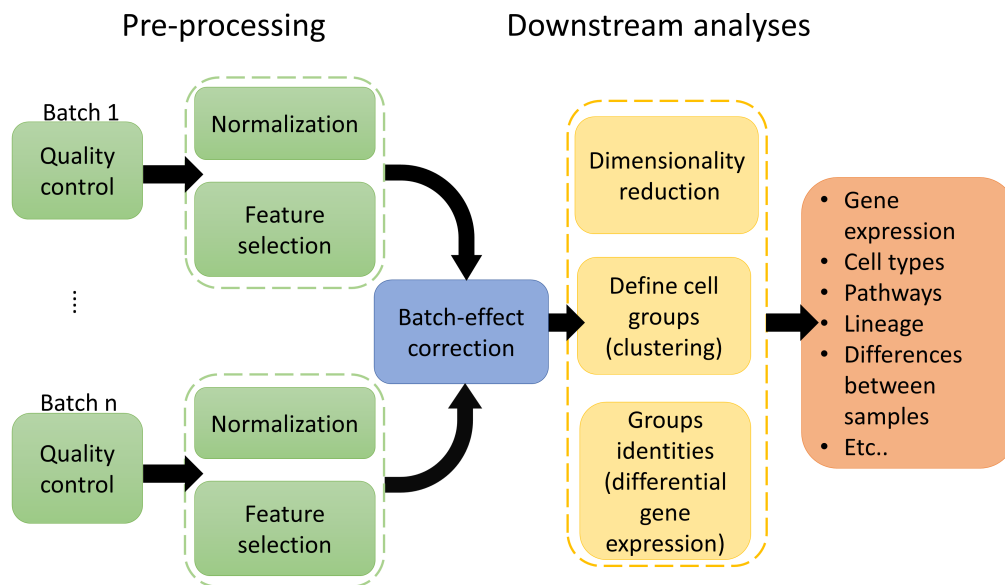 Pre-processing
Downstream analyses
Batch 1
Quality
control
Normalization
Feature
selection
....
Batch n
Quality
control
Normalization
Feature
selection
Batch-effect
correction
Dimensionality
reduction
Define cell
groups
(clustering)
Groups
identities
(differential
gene
expression)
• Gene
expression
• Cell types
• Pathways
• Lineage
• Differences
between
samples
• Etc..